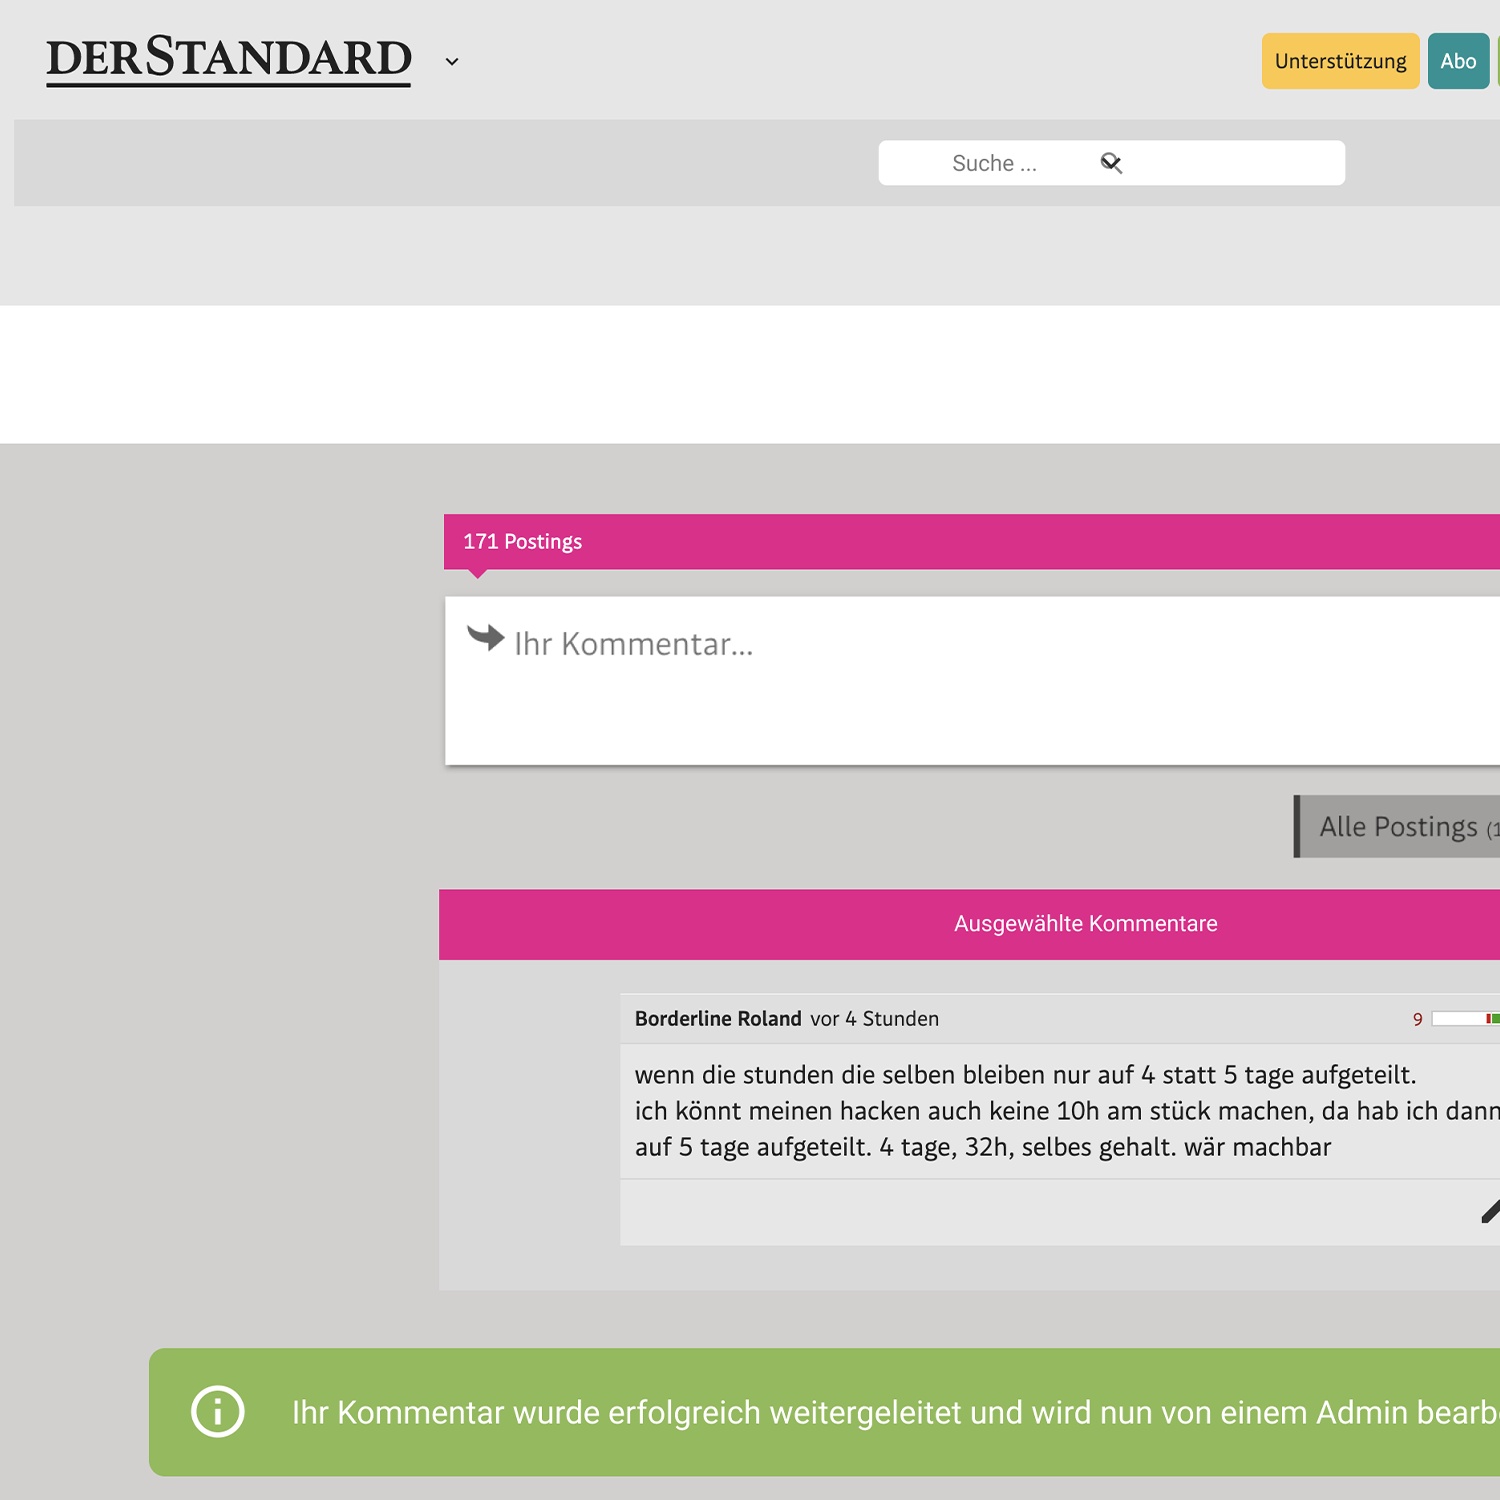 DERSTANDARD
Unterstützung
Abo
Suche ...
171 Postings
Ihr Kommentar...
Alle Postings (1
Ausgewählte Kommentare
Borderline Roland vor 4 Stunden
9
wenn die stunden die selben bleiben nur auf 4 statt 5 tage aufgeteilt.
ich könnt meinen hacken auch keine 10h am stück machen, da hab ich dann
auf 5 tage aufgeteilt. 4 tage, 32h, selbes gehalt. wär machbar
Ihr Kommentar wurde erfolgreich weitergeleitet und wird nun von einem Admin bearb